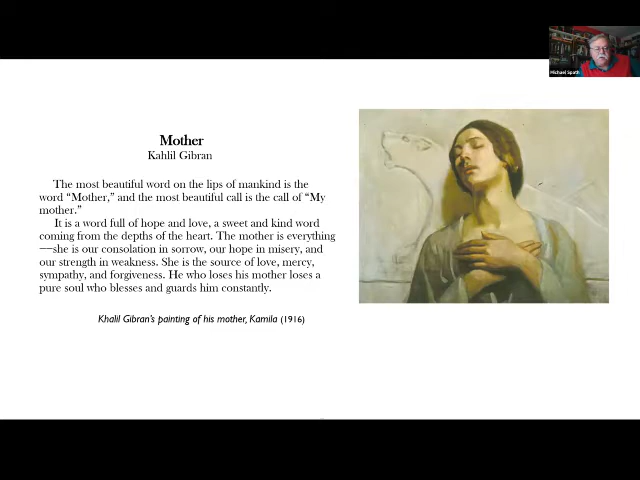 Michael Spath
Mother
Kahlil Gibran
The most beautiful word on the lips of mankind is the
word “Mother,” and the most beautiful call is the call of “My
mother.”
It is a word full of hope and love, a sweet and kind word
coming from the depths of the heart. The mother is everything
—she is our consolation in sorrow, our hope in misery, and
our strength in weakness. She is the source of love, mercy,
sympathy, and forgiveness. He who loses his mother loses a
pure soul who blesses and guards him constantly.
Khalil Gibran’s painting of his mother, Kamila (1916)